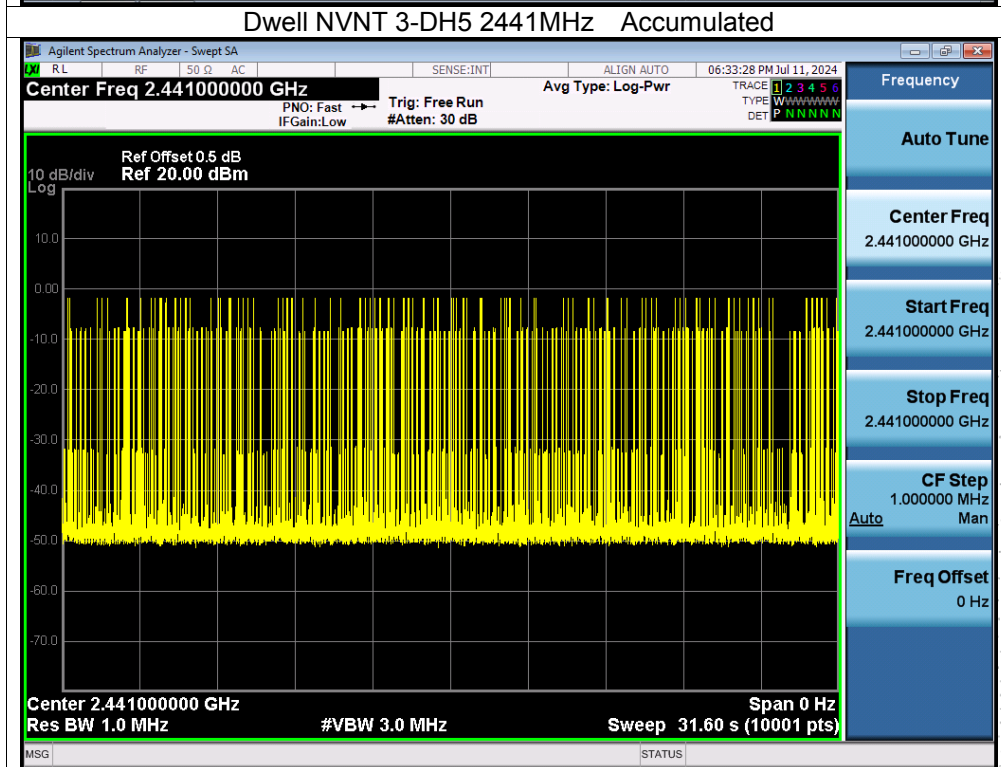 Dwell NVNT 3-DH5 2441MHz Accumulated
Agilent Spectrum Analyzer - Swept SA
LXI RL RF 50 Ω AC SENSE:INT ALIGN AUTO 06:33:28 PM Jul 11, 2024
Center Freq 2.441000000 GHz
PNO: Fast
IFGain:Low
Trig: Free Run
#Atten: 30 dB
Avg Type: Log-Pwr
TRACE 1 2 3 4 5 6
TYPE WWWWWW
DET P N N N N N
Ref Offset 0.5 dB
10 dB/div Ref 20.00 dBm
Log
10.0
0.00
-10.0
-20.0
-30.0
-40.0
-50.0
-60.0
-70.0
Center 2.441000000 GHz Span 0 Hz
Res BW 1.0 MHz #VBW 3.0 MHz Sweep 31.60 s (10001 pts)
MSG STATUS
Frequency
Auto Tune
Center Freq
2.441000000 GHz
Start Freq
2.441000000 GHz
Stop Freq
2.441000000 GHz
CF Step
1.000000 MHz
Auto Man
Freq Offset
0 Hz